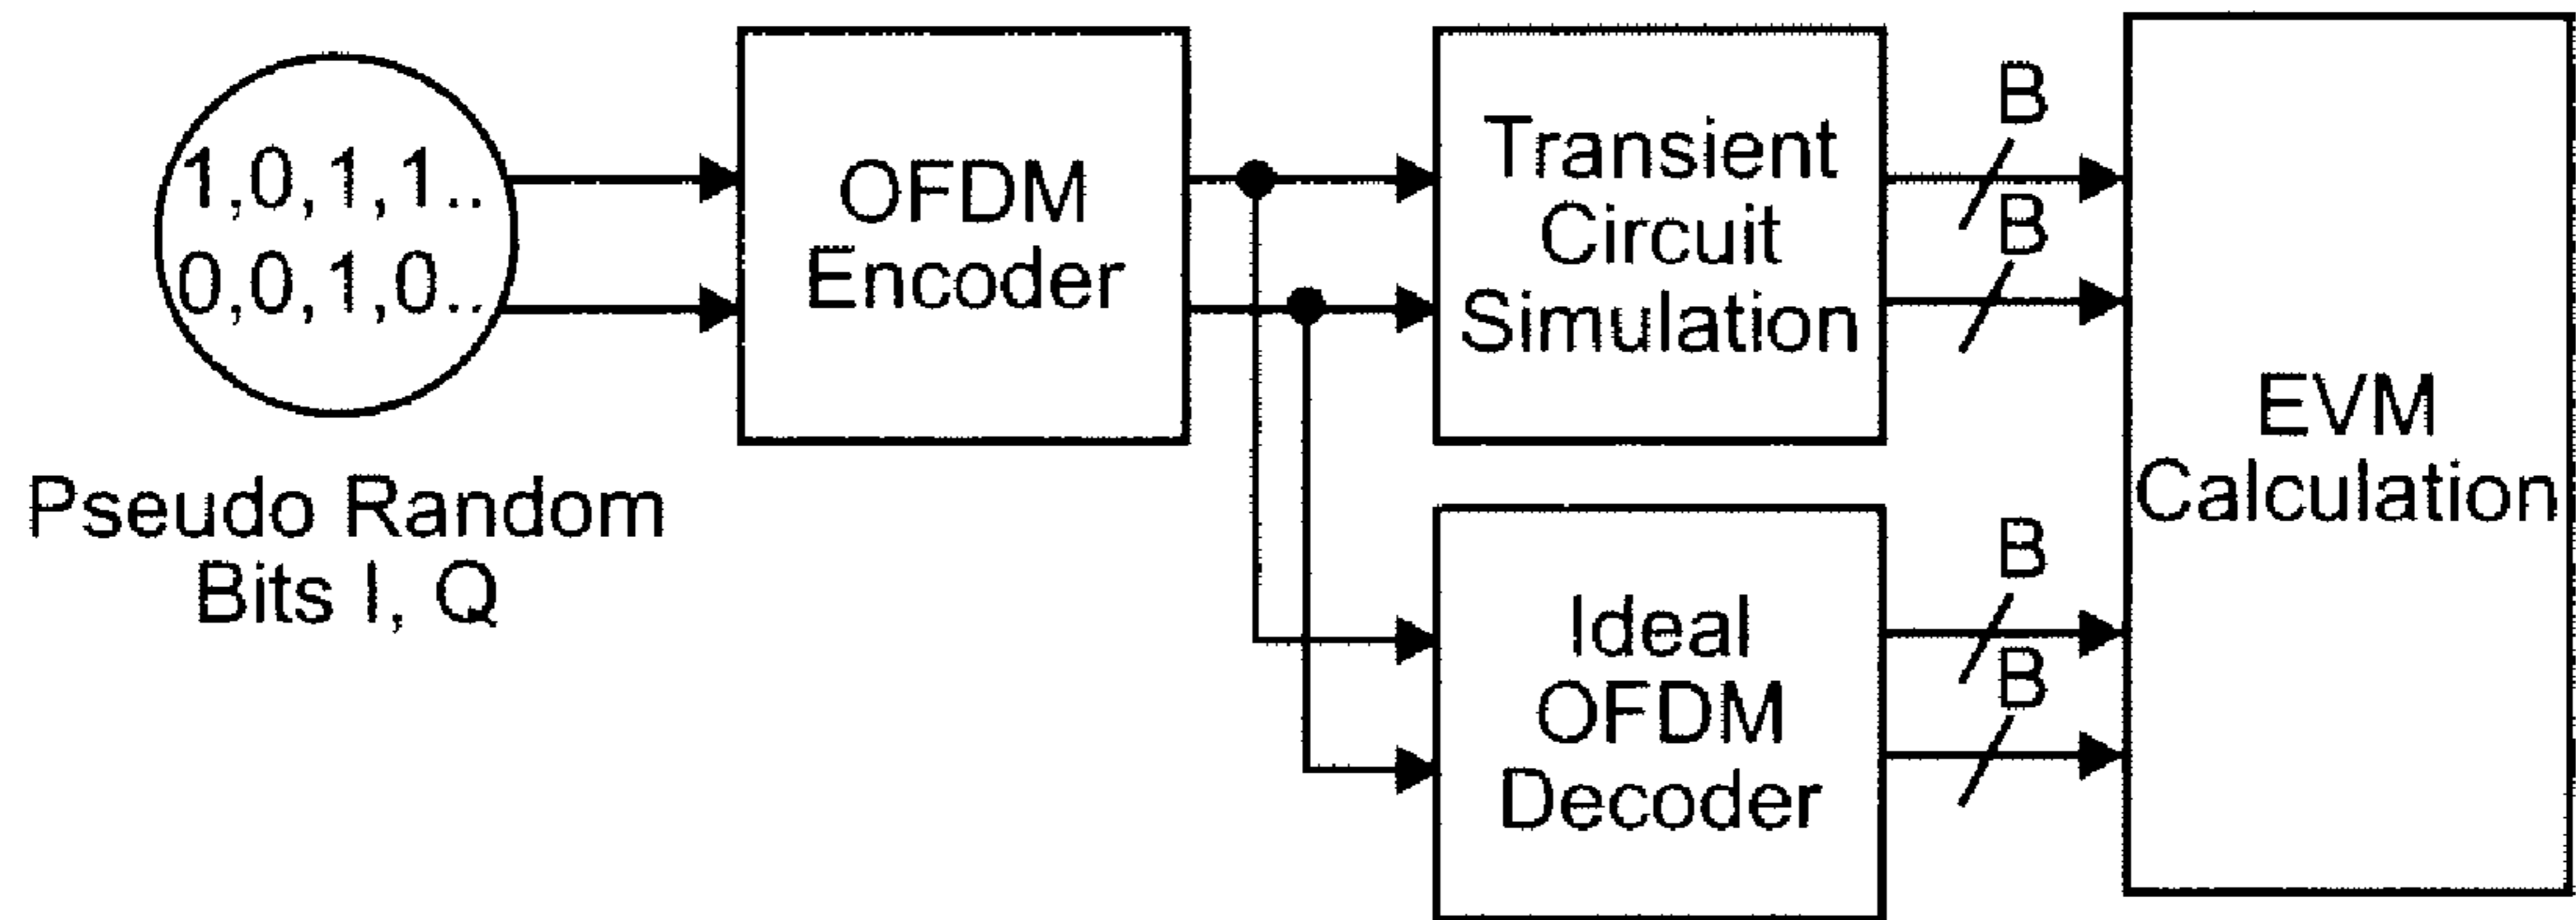 1,0,1,1..
0,0,1,0..
Pseudo Random
Bits I, Q
OFDM
Encoder
Transient
Circuit
Simulation
B
B
Ideal
OFDM
Decoder
B
B
EVM
Calculation